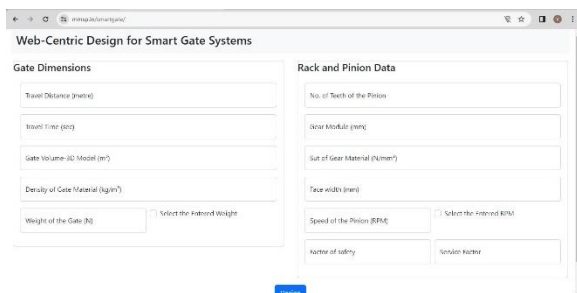 mmup.in/smartgate/
Web-Centric Design for Smart Gate Systems
Gate Dimensions
Travel Distance (metre)
Travel Time (sec)
Gate Volume-3D Model (m³)
Density of Gate Material (kg/m³)
Weight of the Gate (N)
Select the Entered Weight
Rack and Pinion Data
No. of Teeth of the Pinion
Gear Module (mm)
Sut of Gear Material (N/mm²)
Face width (mm)
Speed of the Pinion (RPM)
Select the Entered RPM
Factor of safety
Service Factor